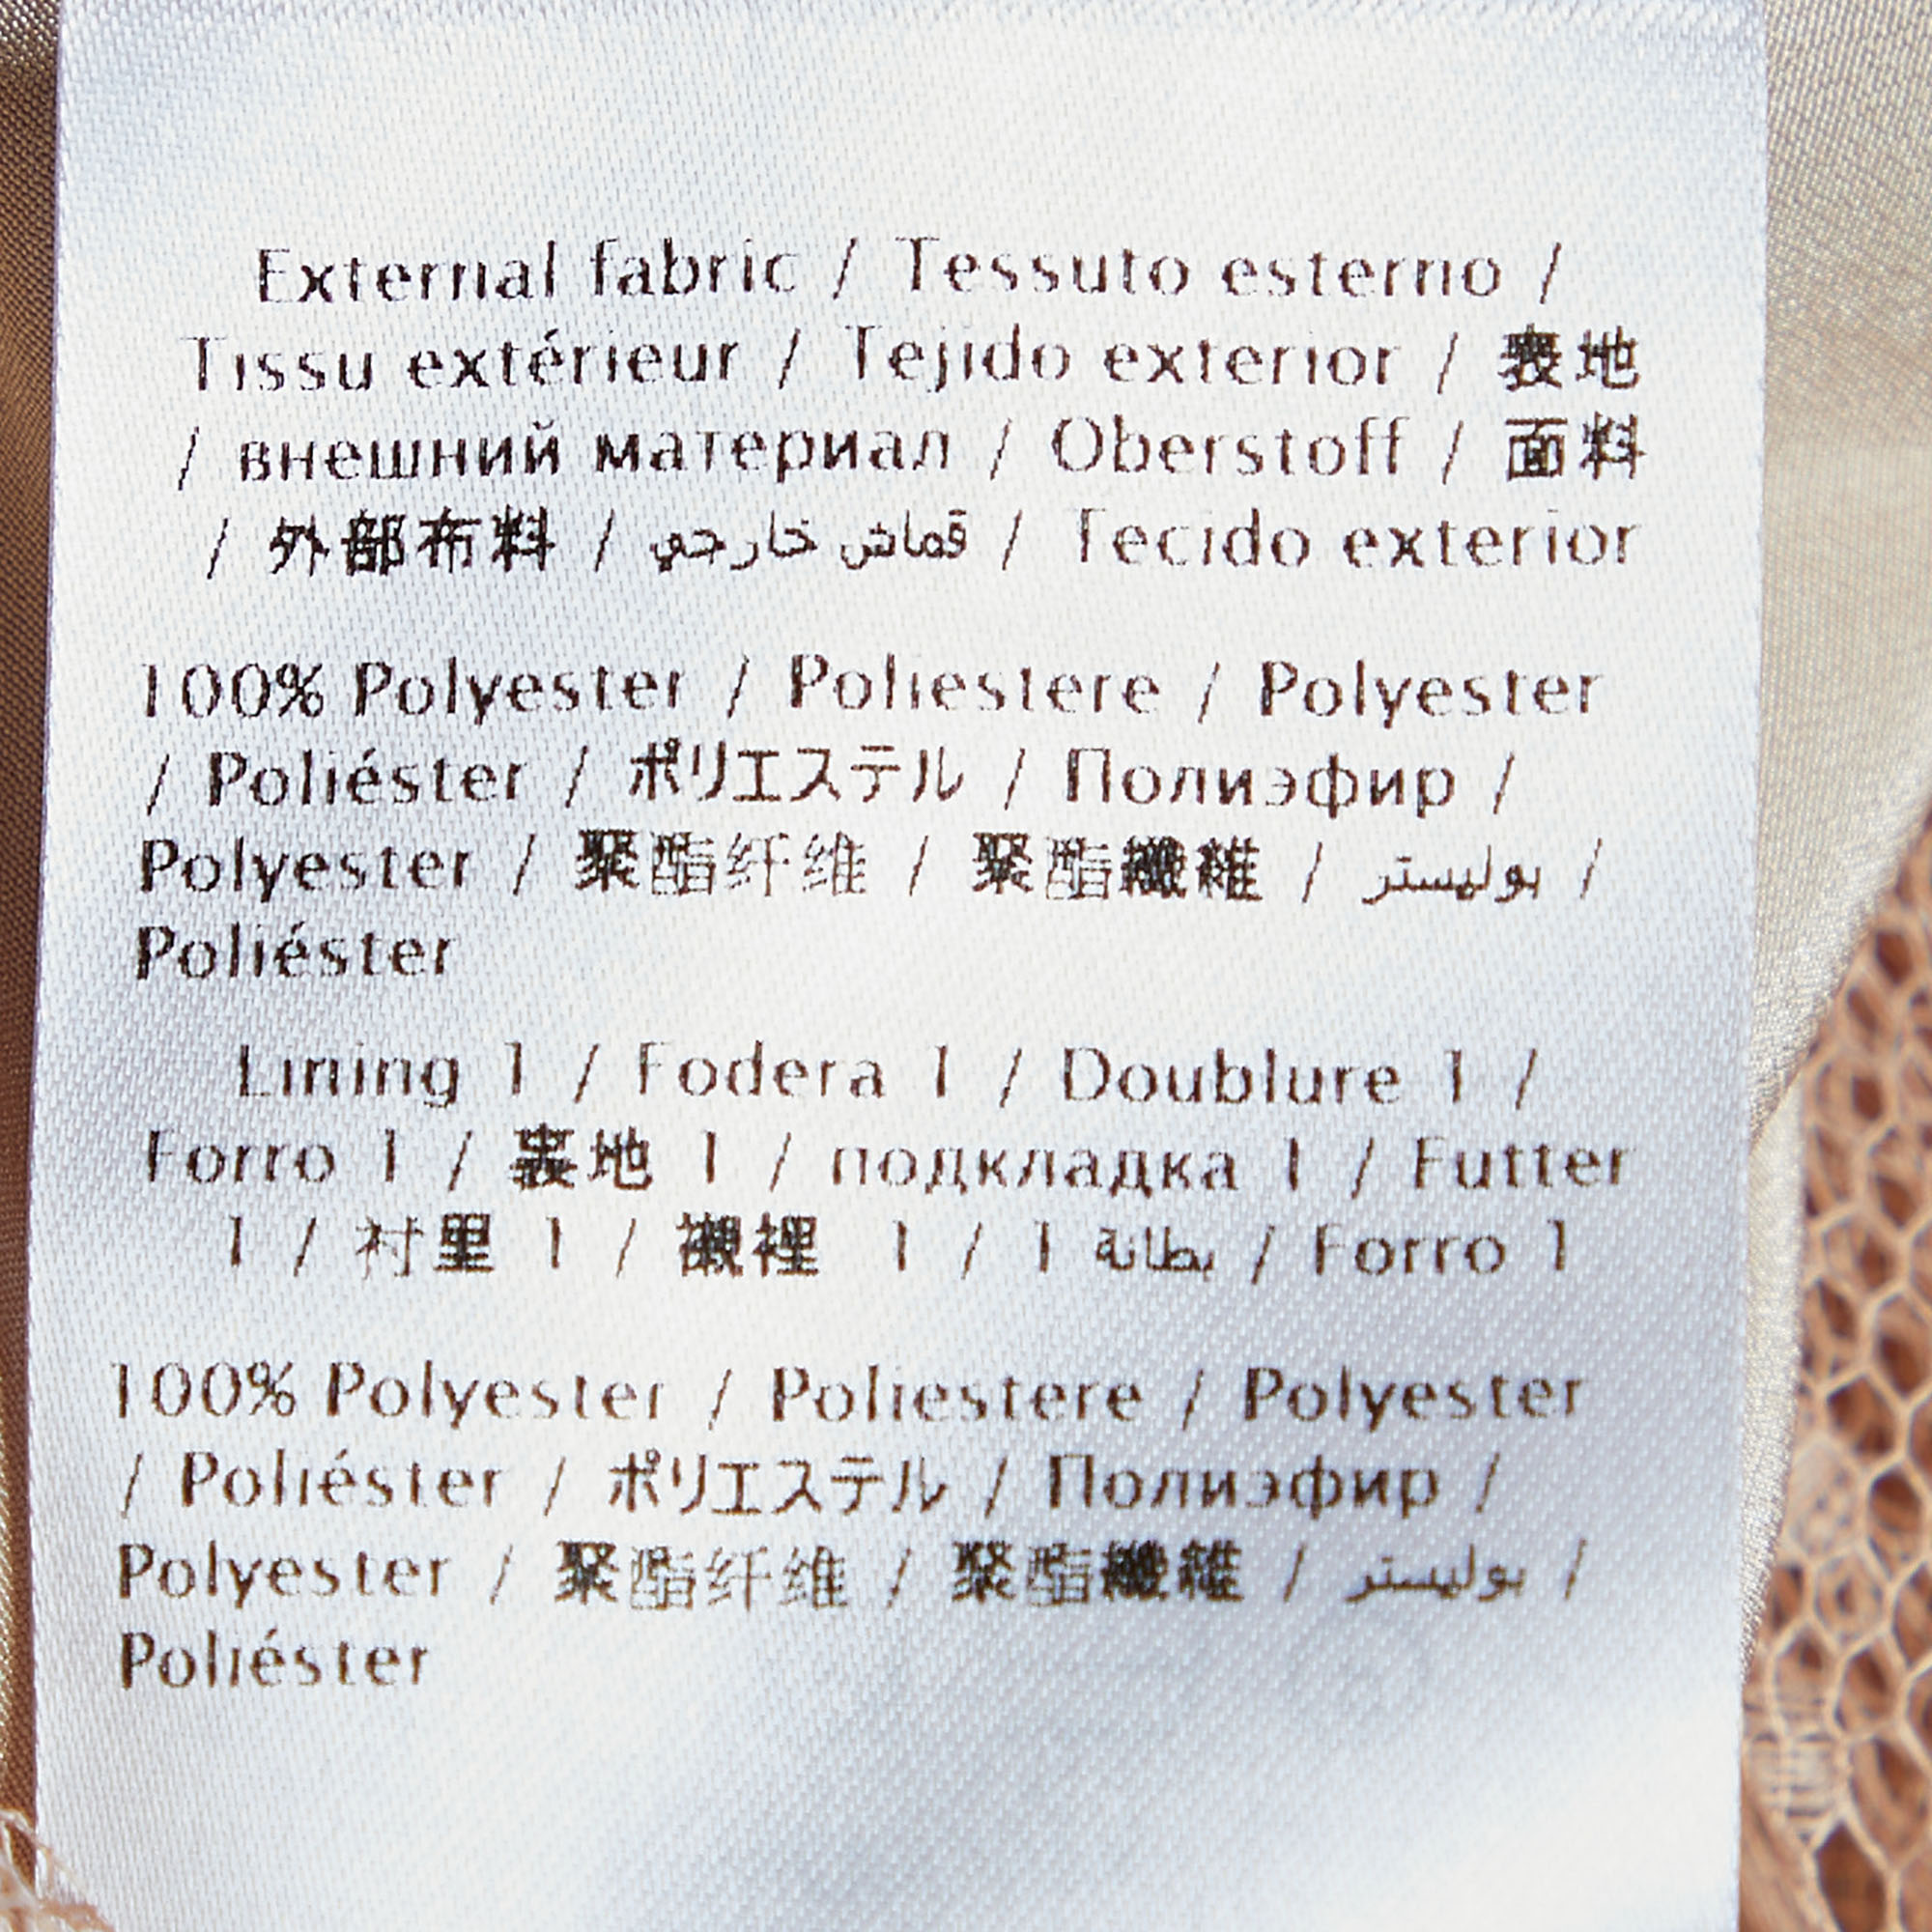 External fabric / Tessuto esterno /
Tissu extérieur / Tejido exterior / 表地
/ внешний материал / Oberstoff / 面料
/ 外部布料 / قماش خارجي / Tecido exterior
100% Polyester / Poliestere / Polyester
/ Poliéster / ポリエステル / Полиэфир /
Polyester / 聚酯纤维 / 聚酯纖維 / بوليستر /
Poliéster
Lining 1 / Fodera 1 / Doublure 1 /
Forro 1 / 裏地 1 / подкладка 1 / Futter
1 / 衬里 1 / 襯裡 1 / 1 بطانة / Forro 1
100% Polyester / Poliestere / Polyester
/ Poliéster / ポリエステル / Полиэфир /
Polyester / 聚酯纤维 / 聚酯纖維 / بوليستر /
Poliéster